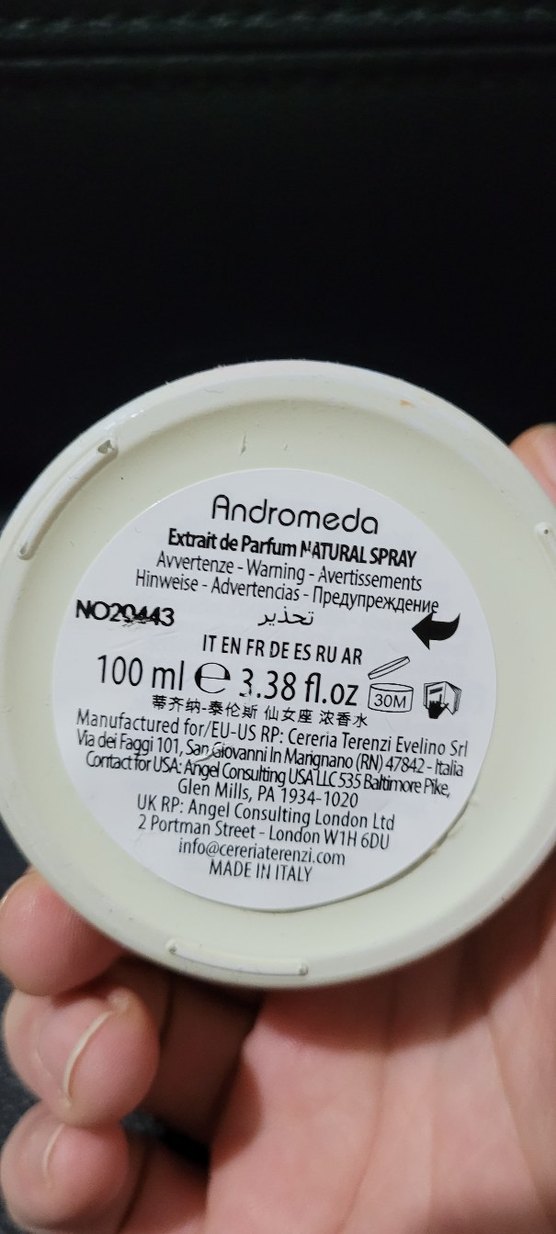 Andromeda
Extrait de Parfum NATURAL SPRAY
Avvertenze - Warning - Avertissements
Hinweise - Advertencias - Предупреждение
تحذير
NO29443
IT EN FR DE ES RU AR
100 ml ℮ 3.38 fl.oz 30M
蒂齐纳-泰伦斯 仙女座 浓香水
Manufactured for/EU-US RP: Cereria Terenzi Evelino Srl
Via dei Faggi 101, San Giovanni In Marignano (RN) 47842 - Italia
Contact for USA: Angel Consulting USA LLC 535 Baltimore Pike,
Glen Mills, PA 1934-1020
UK RP: Angel Consulting London Ltd
2 Portman Street - London W1H 6DU
info@cereriaterenzi.com
MADE IN ITALY